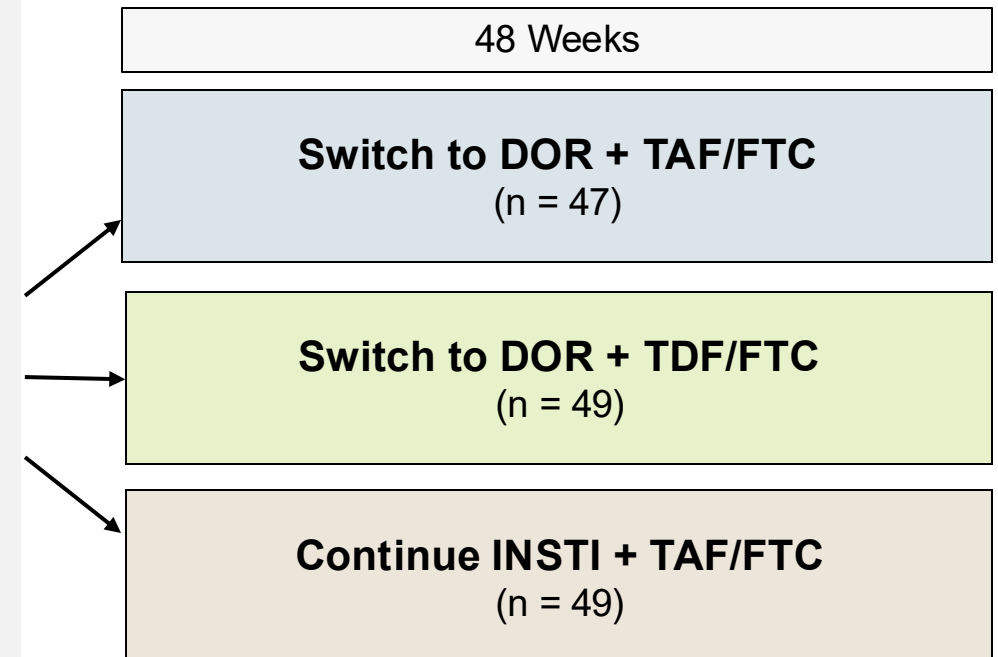 48 Weeks
Switch to DOR + TAF/FTC
(n = 47)
Switch to DOR + TDF/FTC
(n = 49)
Continue INSTI + TAF/FTC
(n = 49)